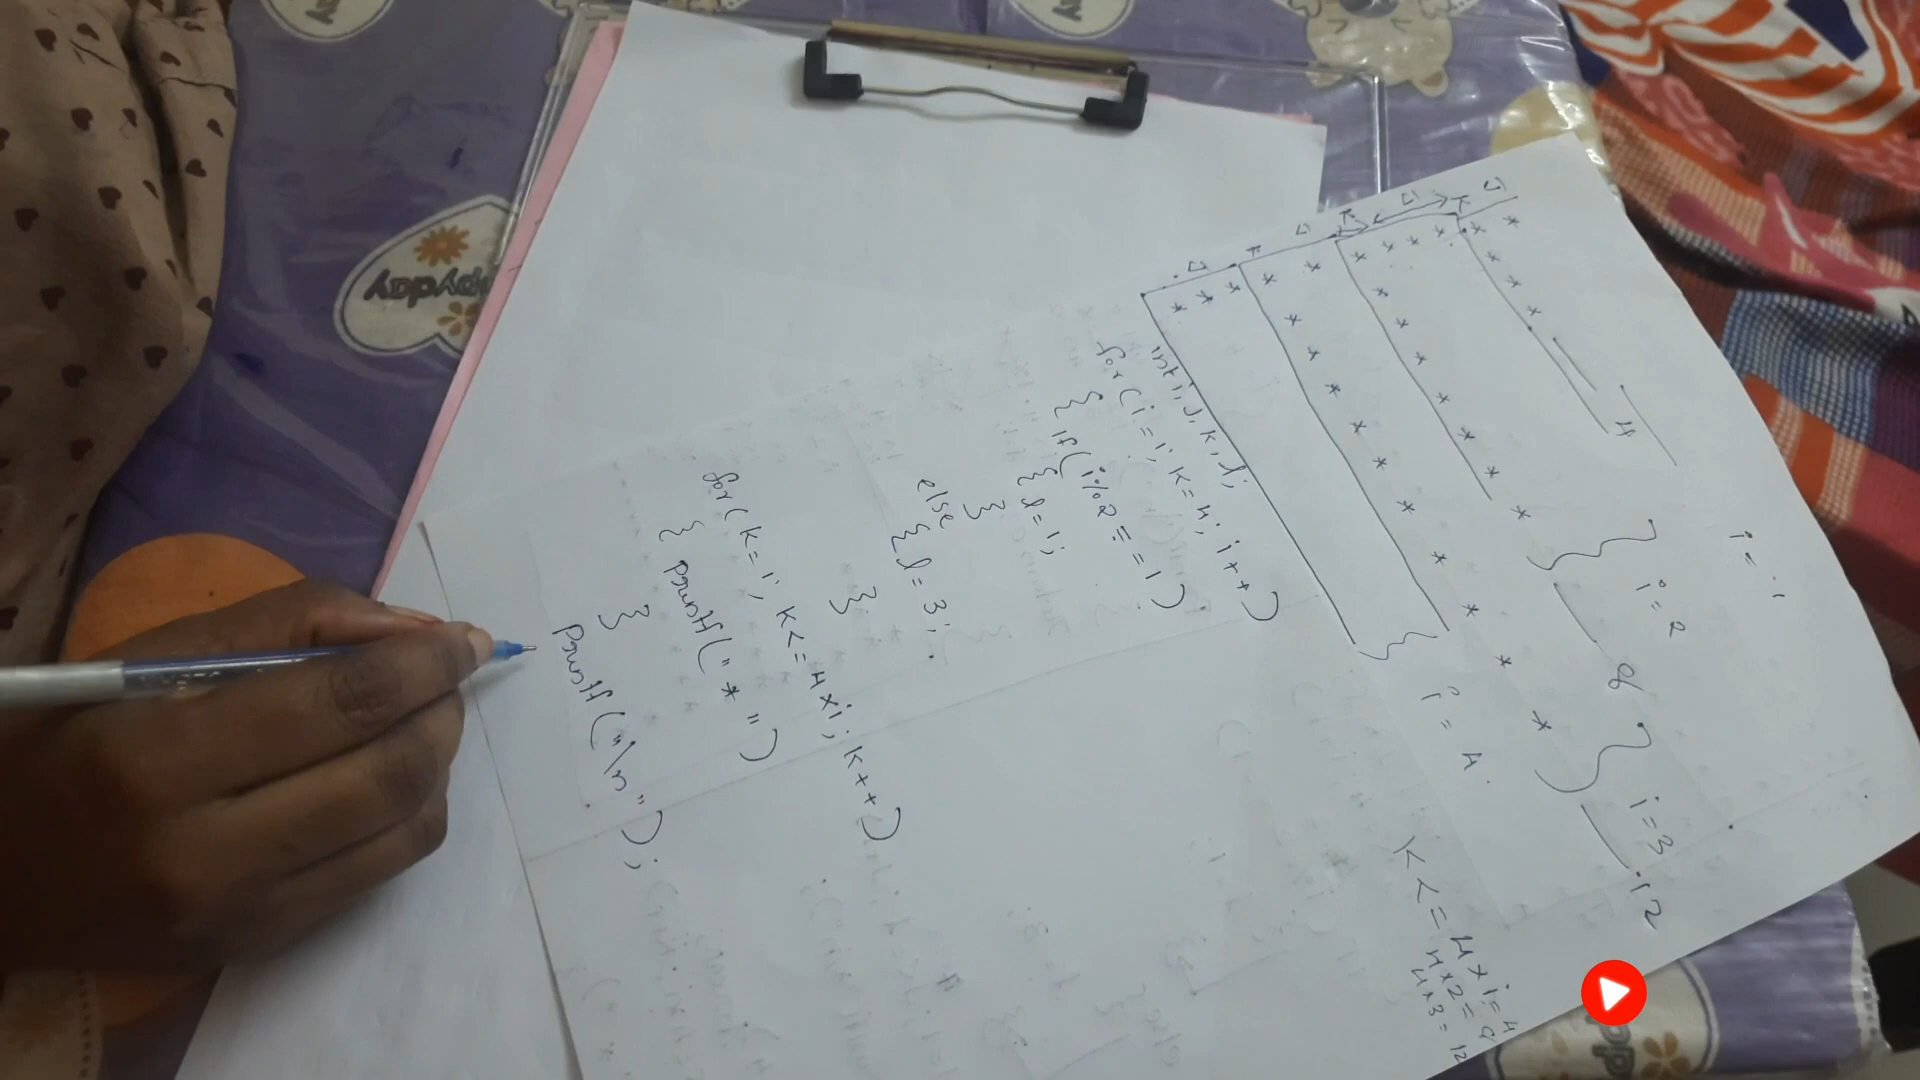 J * K J K J K J
* * * * 4
* * * * * * * * 8
* * * * * * * * * * * 12
i = 1
i = 2
i = 3
i = 4
K < = 4 x i = 4
4 x 2 = 8
4 x 3 = 12
int i, j, k, l;
for ( i = 1; K = 4; i + + )
{ if ( i % 2 = = 1 )
{ l = 1;
}
else
{ l = 3;
}
for ( K = 1; K < = 4 x i; K + + )
{ printf ( " * " )
}
printf ( " \n " );
ppyday